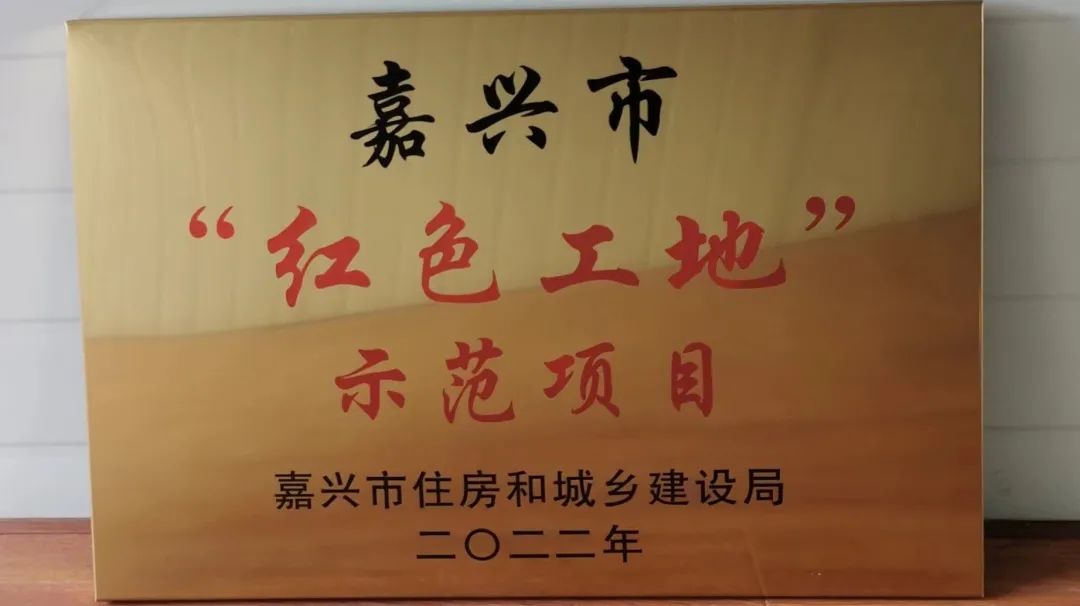 嘉兴市
“红色工地”
示范项目
嘉兴市住房和城乡建设局
二〇二二年